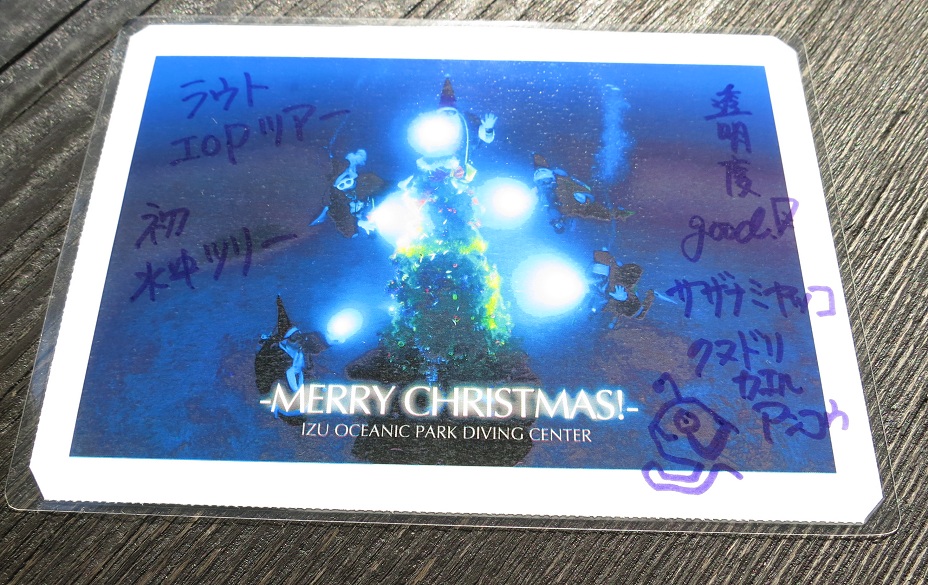 ラウト
IOPツアー
初
水中ツリー
透明度
good!
サザナミヤッコ
クマドリ
カエル
アンコウ
-MERRY CHRISTMAS!-
IZU OCEANIC PARK DIVING CENTER